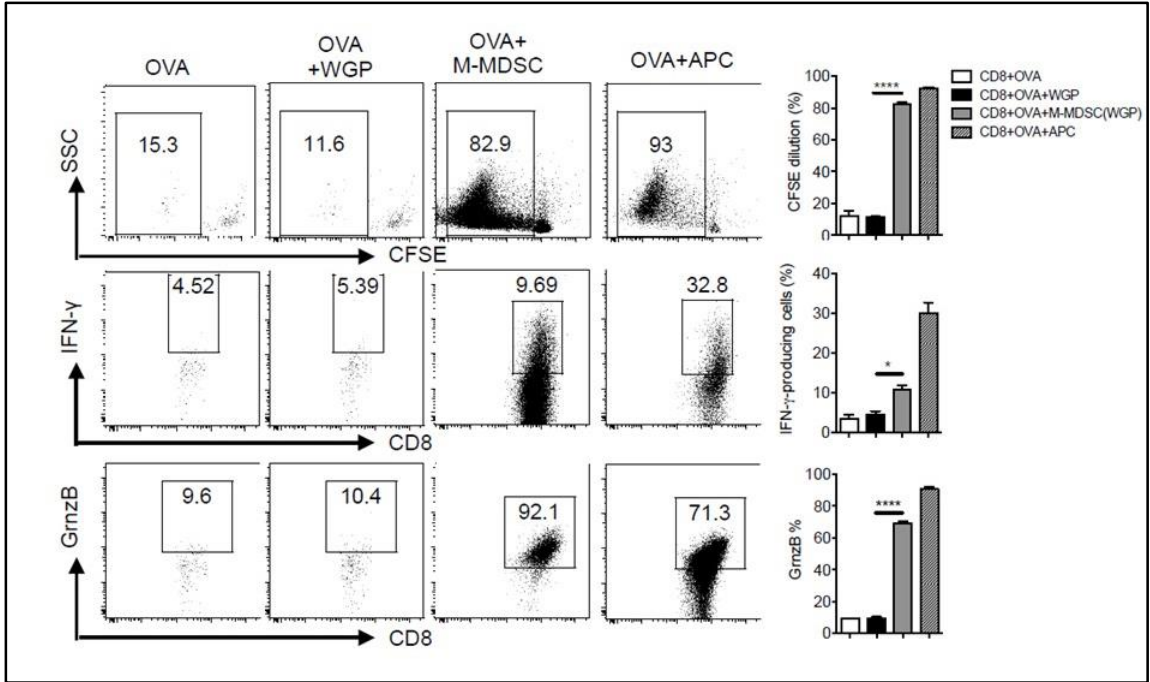 OVA
OVA
+WGP
OVA+
M-MDSC
OVA+APC
SSC
15.3
11.6
82.9
93
CFSE
IFN-γ
4.52
5.39
9.69
32.8
CD8
GrnzB
9.6
10.4
92.1
71.3
CD8
CFSE dilution (%)
100
80
60
40
20
0
****
CD8+OVA
CD8+OVA+WGP
CD8+OVA+M-MDSC(WGP)
CD8+OVA+APC
IFN-γ-producing cells (%)
40
30
20
10
0
*
GrnzB %
100
80
60
40
20
0
****